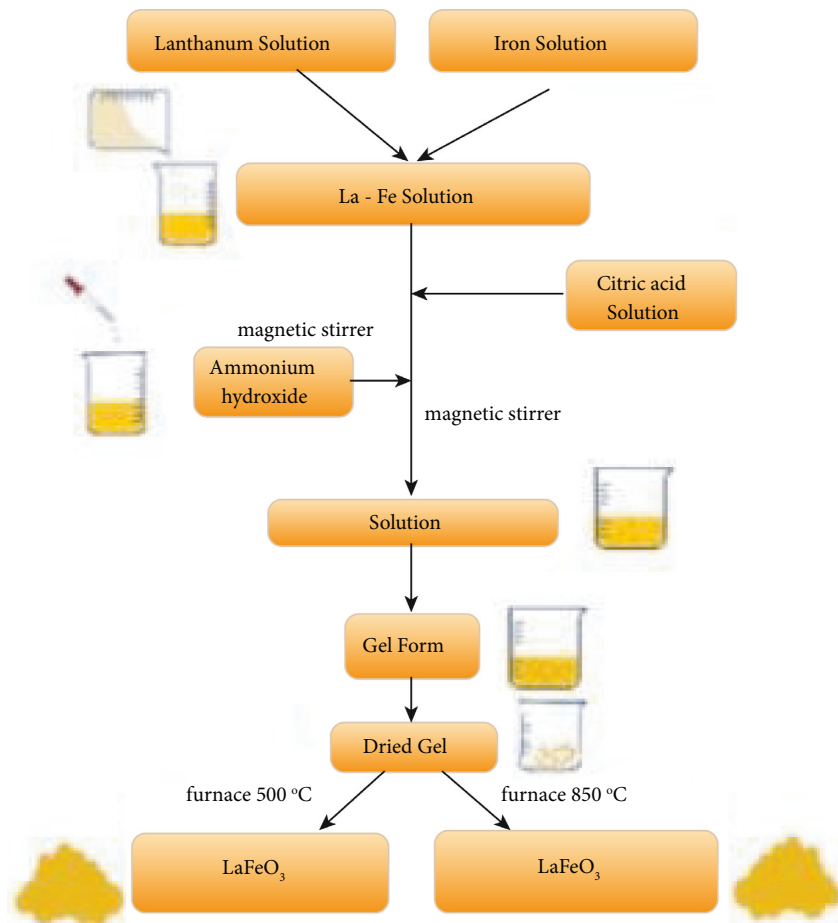 Lanthanum Solution
Iron Solution
La - Fe Solution
Citric acid
Solution
magnetic stirrer
Ammonium
hydroxide
magnetic stirrer
Solution
Gel Form
Dried Gel
furnace 500 °C
furnace 850 °C
LaFeO₃
LaFeO₃